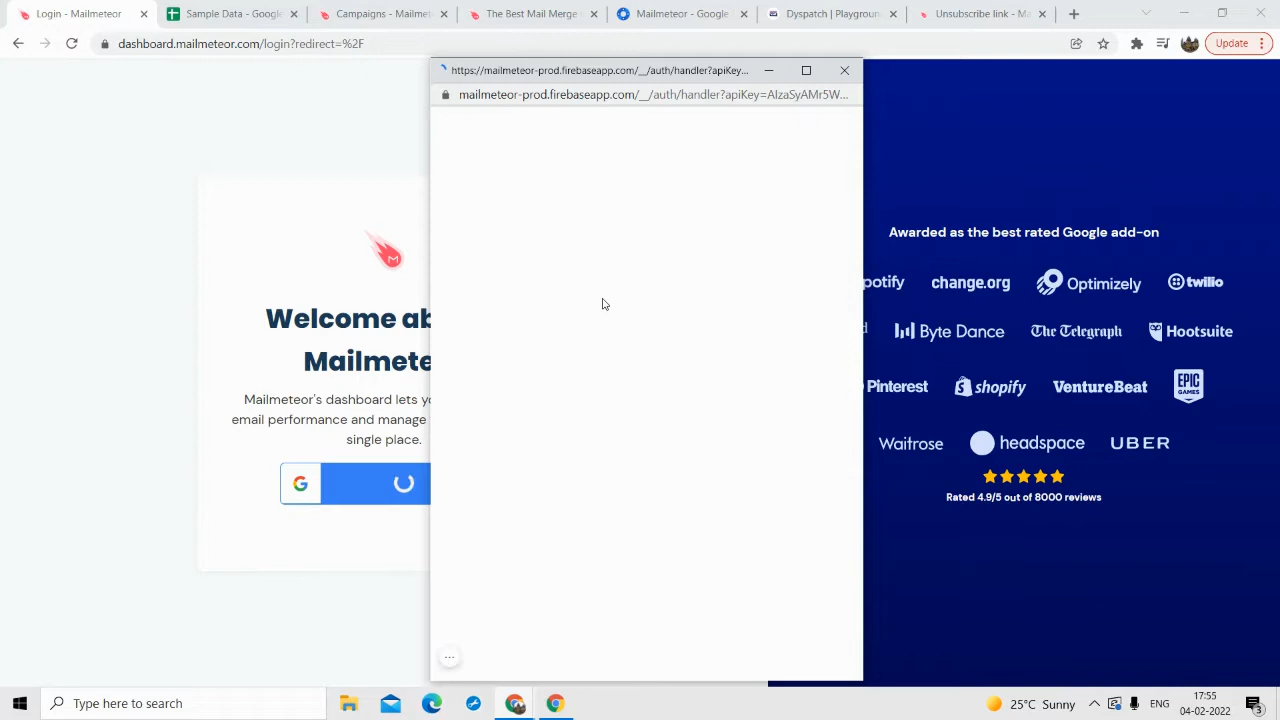 Login - Mailmeteor
Sample Data - Google
Campaigns - Mailmet
The Best Mail Merge
Mailmeteor - Google
Dyspatch | Playgroun
Unsubscribe link - Ma
dashboard.mailmeteor.com/login?redirect=%2F
Update
https://mailmeteor-prod.firebaseapp.com/__/auth/handler?apiKey...
mailmeteor-prod.firebaseapp.com/__/auth/handler?apiKey=AIzaSyAMr5W...
Welcome ab
Mailmete
Mailmeteor's dashboard lets yo
email performance and manage
single place.
Awarded as the best rated Google add-on
potify
change.org
Optimizely
twilio
d
Byte Dance
The Telegraph
Hootsuite
Pinterest
shopify
VentureBeat
EPIC
GAMES
Waitrose
headspace
UBER
Rated 4.9/5 out of 8000 reviews
Type here to search
25°C Sunny
ENG
17:55
04-02-2022
3